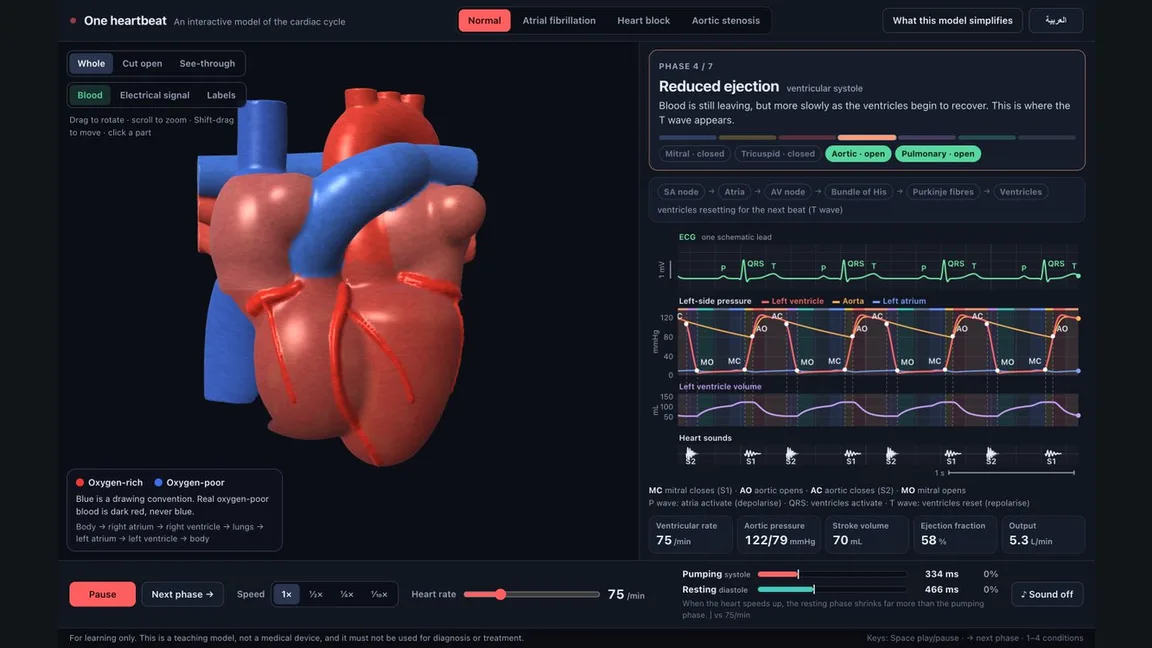 One heartbeat An interactive model of the cardiac cycle
Normal Atrial fibrillation Heart block Aortic stenosis
What this model simplifies العربية
Whole Cut open See-through
Blood Electrical signal Labels
Drag to rotate · scroll to zoom · Shift-drag
to move · click a part
Oxygen-rich Oxygen-poor
Blue is a drawing convention. Real oxygen-poor
blood is dark red, never blue.
Body → right atrium → right ventricle → lungs →
left atrium → left ventricle → body
PHASE 4 / 7
Reduced ejection ventricular systole
Blood is still leaving, but more slowly as the ventricles begin to recover. This is where the
T wave appears.
Mitral · closed Tricuspid · closed Aortic · open Pulmonary · open
SA node → Atria → AV node → Bundle of His → Purkinje fibres → Ventricles
ventricles resetting for the next beat (T wave)
ECG one schematic lead
1 mV
P QRS T P QRS T P QRS T P QRS T
Left-side pressure Left ventricle Aorta Left atrium
mmHg
120
80
40
0
C AC AC AC
AO AO AO AO
MO MC MO MC MO MC MO MC
Left ventricle volume
mL
150
100
50
Heart sounds
S2 S1 S2 S1 S2 S1 S2 S1
1 s
MC mitral closes (S1) · AO aortic opens · AC aortic closes (S2) · MO mitral opens
P wave: atria activate (depolarise) · QRS: ventricles activate · T wave: ventricles reset (repolarise)
Ventricular rate Aortic pressure Stroke volume Ejection fraction Output
75 /min 122/79 mmHg 70 mL 58 % 5.3 L/min
Pause Next phase → Speed 1× ½× ¼× ⅒× Heart rate 75 /min
Pumping systole 334 ms 0%
Resting diastole 466 ms 0%
When the heart speeds up, the resting phase shrinks far more than the pumping
phase. | vs 75/min
♪ Sound off
For learning only. This is a teaching model, not a medical device, and it must not be used for diagnosis or treatment.
Keys: Space play/pause · → next phase · 1–4 conditions